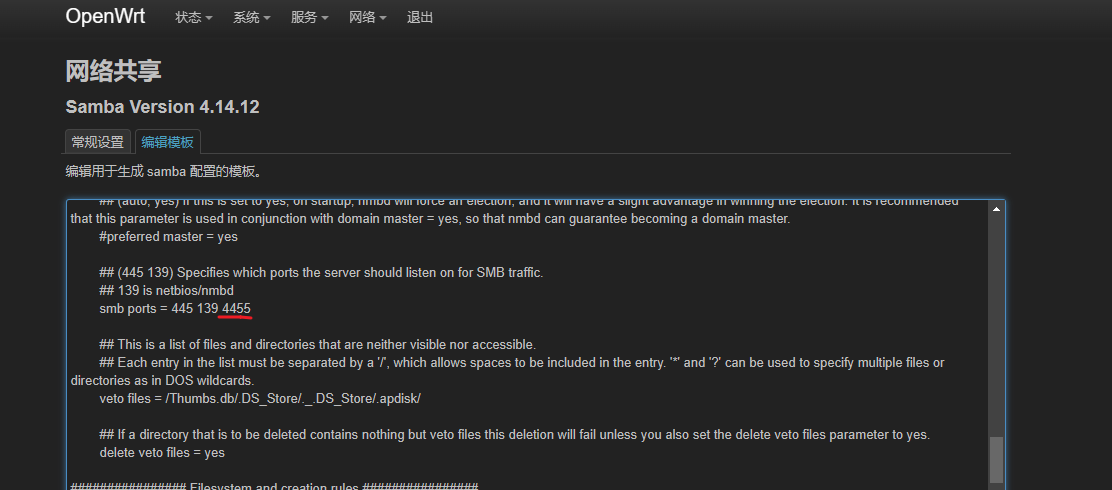 OpenWrt 状态 系统 服务 网络 退出
网络共享
Samba Version 4.14.12
常规设置 编辑模板
编辑用于生成 samba 配置的模板。
## (auto, yes) If this is set to yes, on startup, nmbd will force an election, and it will have a slight advantage in winning the election. It is recommended
that this parameter is used in conjunction with domain master = yes, so that nmbd can guarantee becoming a domain master.
#preferred master = yes
## (445 139) Specifies which ports the server should listen on for SMB traffic.
## 139 is netbios/nmbd
smb ports = 445 139 4455
## This is a list of files and directories that are neither visible nor accessible.
## Each entry in the list must be separated by a '/', which allows spaces to be included in the entry. '*' and '?' can be used to specify multiple files or
directories as in DOS wildcards.
veto files = /Thumbs.db/.DS_Store/._.DS_Store/.apdisk/
## If a directory that is to be deleted contains nothing but veto files this deletion will fail unless you also set the delete veto files parameter to yes.
delete veto files = yes
################ Filesystem and creation rules ################